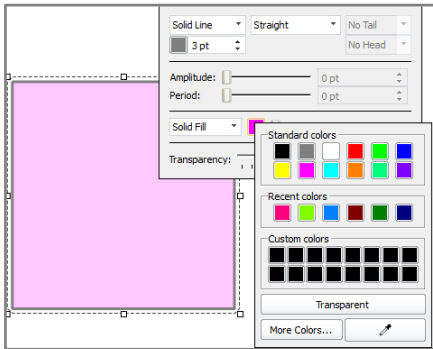 Solid Line Straight No Tail
3 pt No Head
Amplitude: 0 pt
Period: 0 pt
Solid Fill
Transparency:
Standard colors
Recent colors
Custom colors
Transparent
More Colors...